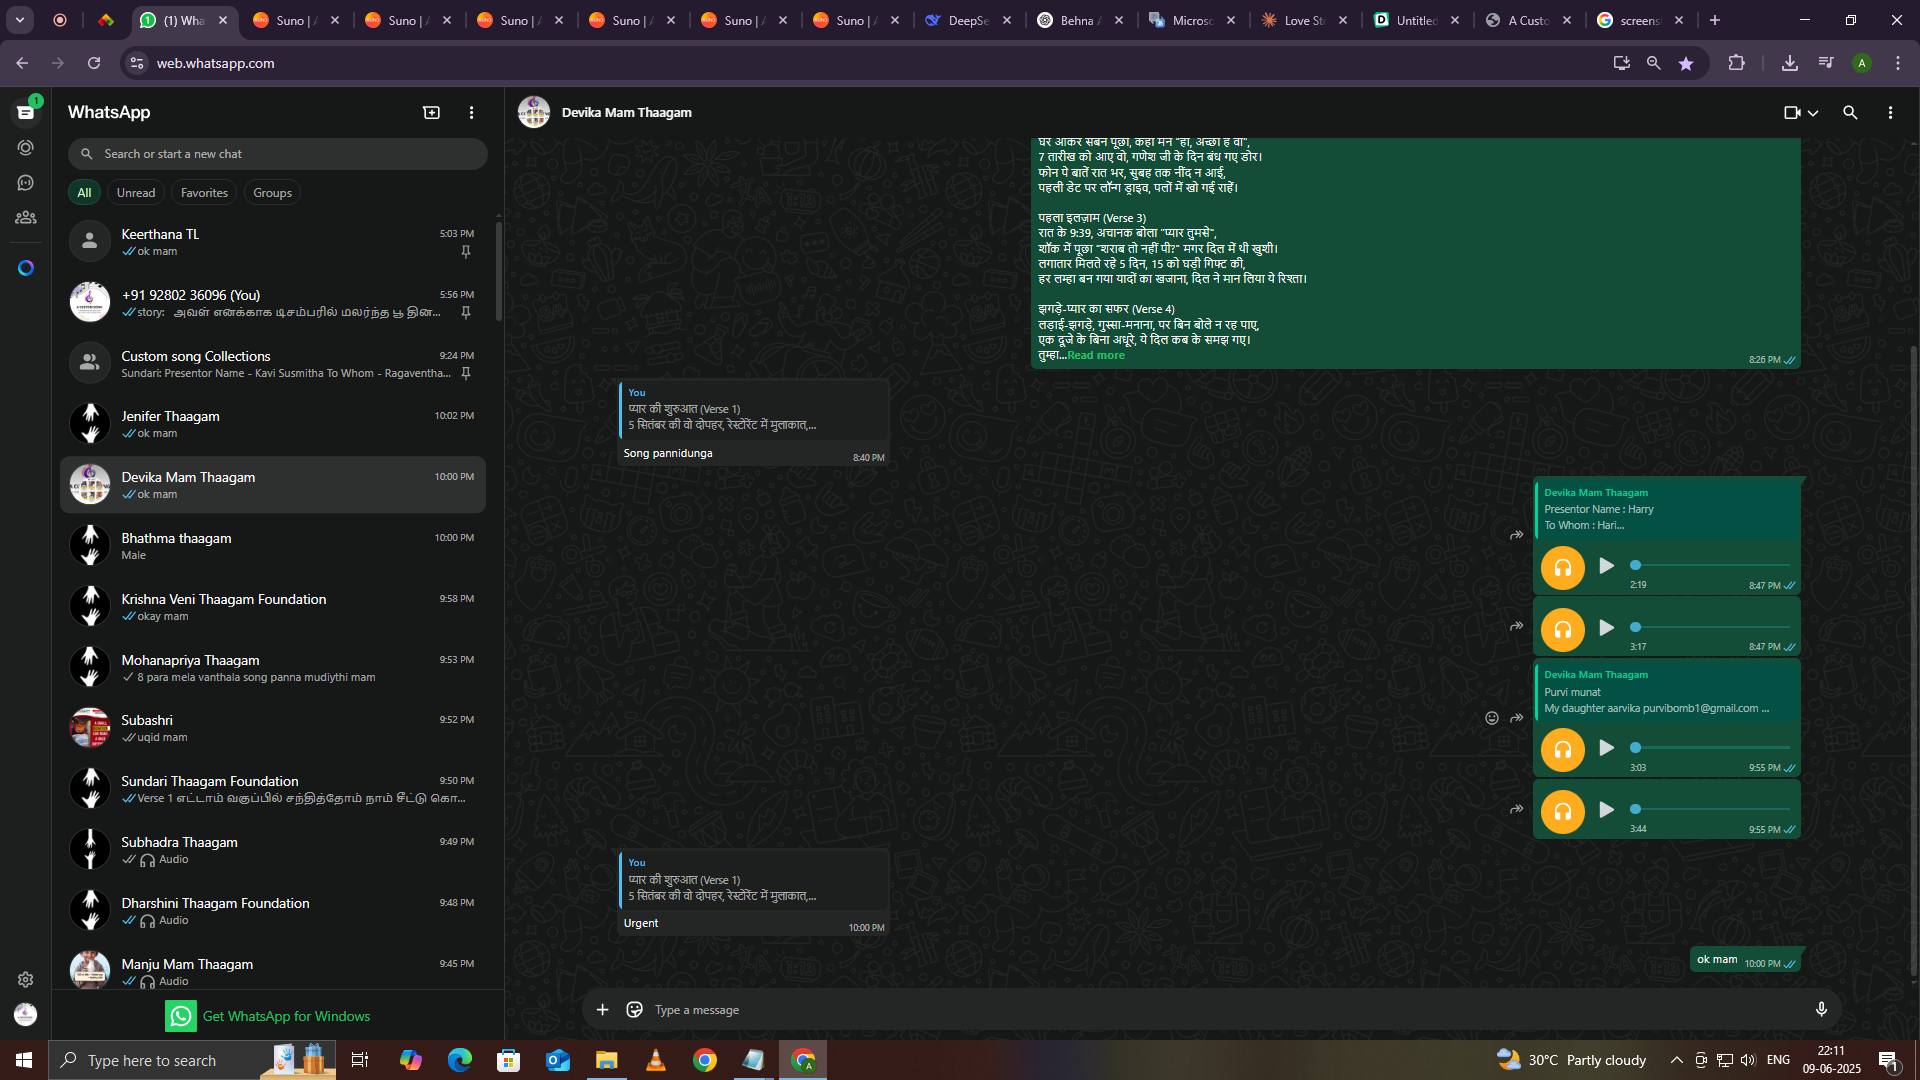 (1) Wha
Suno | A
Suno | A
Suno | A
Suno | A
Suno | A
Suno | A
DeepSe
Behna A
Microso
Love St
Untitled
A Custo
screensh
web.whatsapp.com
A
1
WhatsApp
Search or start a new chat
All
Unread
Favorites
Groups
Keerthana TL
5:03 PM
ok mam
+91 92802 36096 (You)
5:56 PM
story: அவள் எனக்காக டிசம்பரில் மலர்ந்த பூ தின...
Custom song Collections
9:24 PM
Sundari: Presentor Name - Kavi Susmitha To Whom - Ragaventha...
Jenifer Thaagam
10:02 PM
ok mam
Devika Mam Thaagam
10:00 PM
ok mam
Bhathma thaagam
10:00 PM
Male
Krishna Veni Thaagam Foundation
9:58 PM
okay mam
Mohanapriya Thaagam
9:53 PM
8 para mela vanthala song panna mudiythi mam
Subashri
9:52 PM
uqid mam
Sundari Thaagam Foundation
9:50 PM
Verse 1 எட்டாம் வகுப்பில் சந்தித்தோம் நாம் சீட்டு கொ...
Subhadra Thaagam
9:49 PM
Audio
Dharshini Thaagam Foundation
9:48 PM
Audio
Manju Mam Thaagam
9:45 PM
Audio
Get WhatsApp for Windows
Devika Mam Thaagam
घर आकर सबने पूछा, कहा मैंने "हाँ, अच्छा है वो",
7 तारीख को आए वो, गणेश जी के दिन बंध गए डोर।
फोन पे बातें रात भर, सुबह तक नींद न आई,
पहली डेट पर लॉन्ग ड्राइव, पलों में खो गईं राहें।
पहला इलज़ाम (Verse 3)
रात के 9:39, अचानक बोला "प्यार तुमसे",
शॉक में पूछा "शराब तो नहीं पी?" मगर दिल में थी खुशी।
लगातार मिलते रहे 5 दिन, 15 को घड़ी गिफ्ट की,
हर लम्हा बन गया यादों का खजाना, दिल ने मान लिया ये रिश्ता।
झगड़े-प्यार का सफर (Verse 4)
लड़ाई-झगड़े, गुस्सा-मनाना, पर बिन बोले न रह पाए,
एक दूजे के बिना अधूरे, ये दिल कब के समझ गए।
तुम्हा...Read more
8:26 PM
You
प्यार की शुरुआत (Verse 1)
5 सितंबर की वो दोपहर, रेस्टोरेंट में मुलाकात,...
Song pannidunga
8:40 PM
Devika Mam Thaagam
Presentor Name : Harry
To Whom : Hari...
2:19
8:47 PM
3:17
8:47 PM
Devika Mam Thaagam
Purvi munat
My daughter aarvika purvibomb1@gmail.com ...
3:03
9:55 PM
3:44
9:55 PM
You
प्यार की शुरुआत (Verse 1)
5 सितंबर की वो दोपहर, रेस्टोरेंट में मुलाकात,...
Urgent
10:00 PM
ok mam
10:00 PM
Type a message
Type here to search
30°C Partly cloudy
ENG
22:11
09-06-2025
1